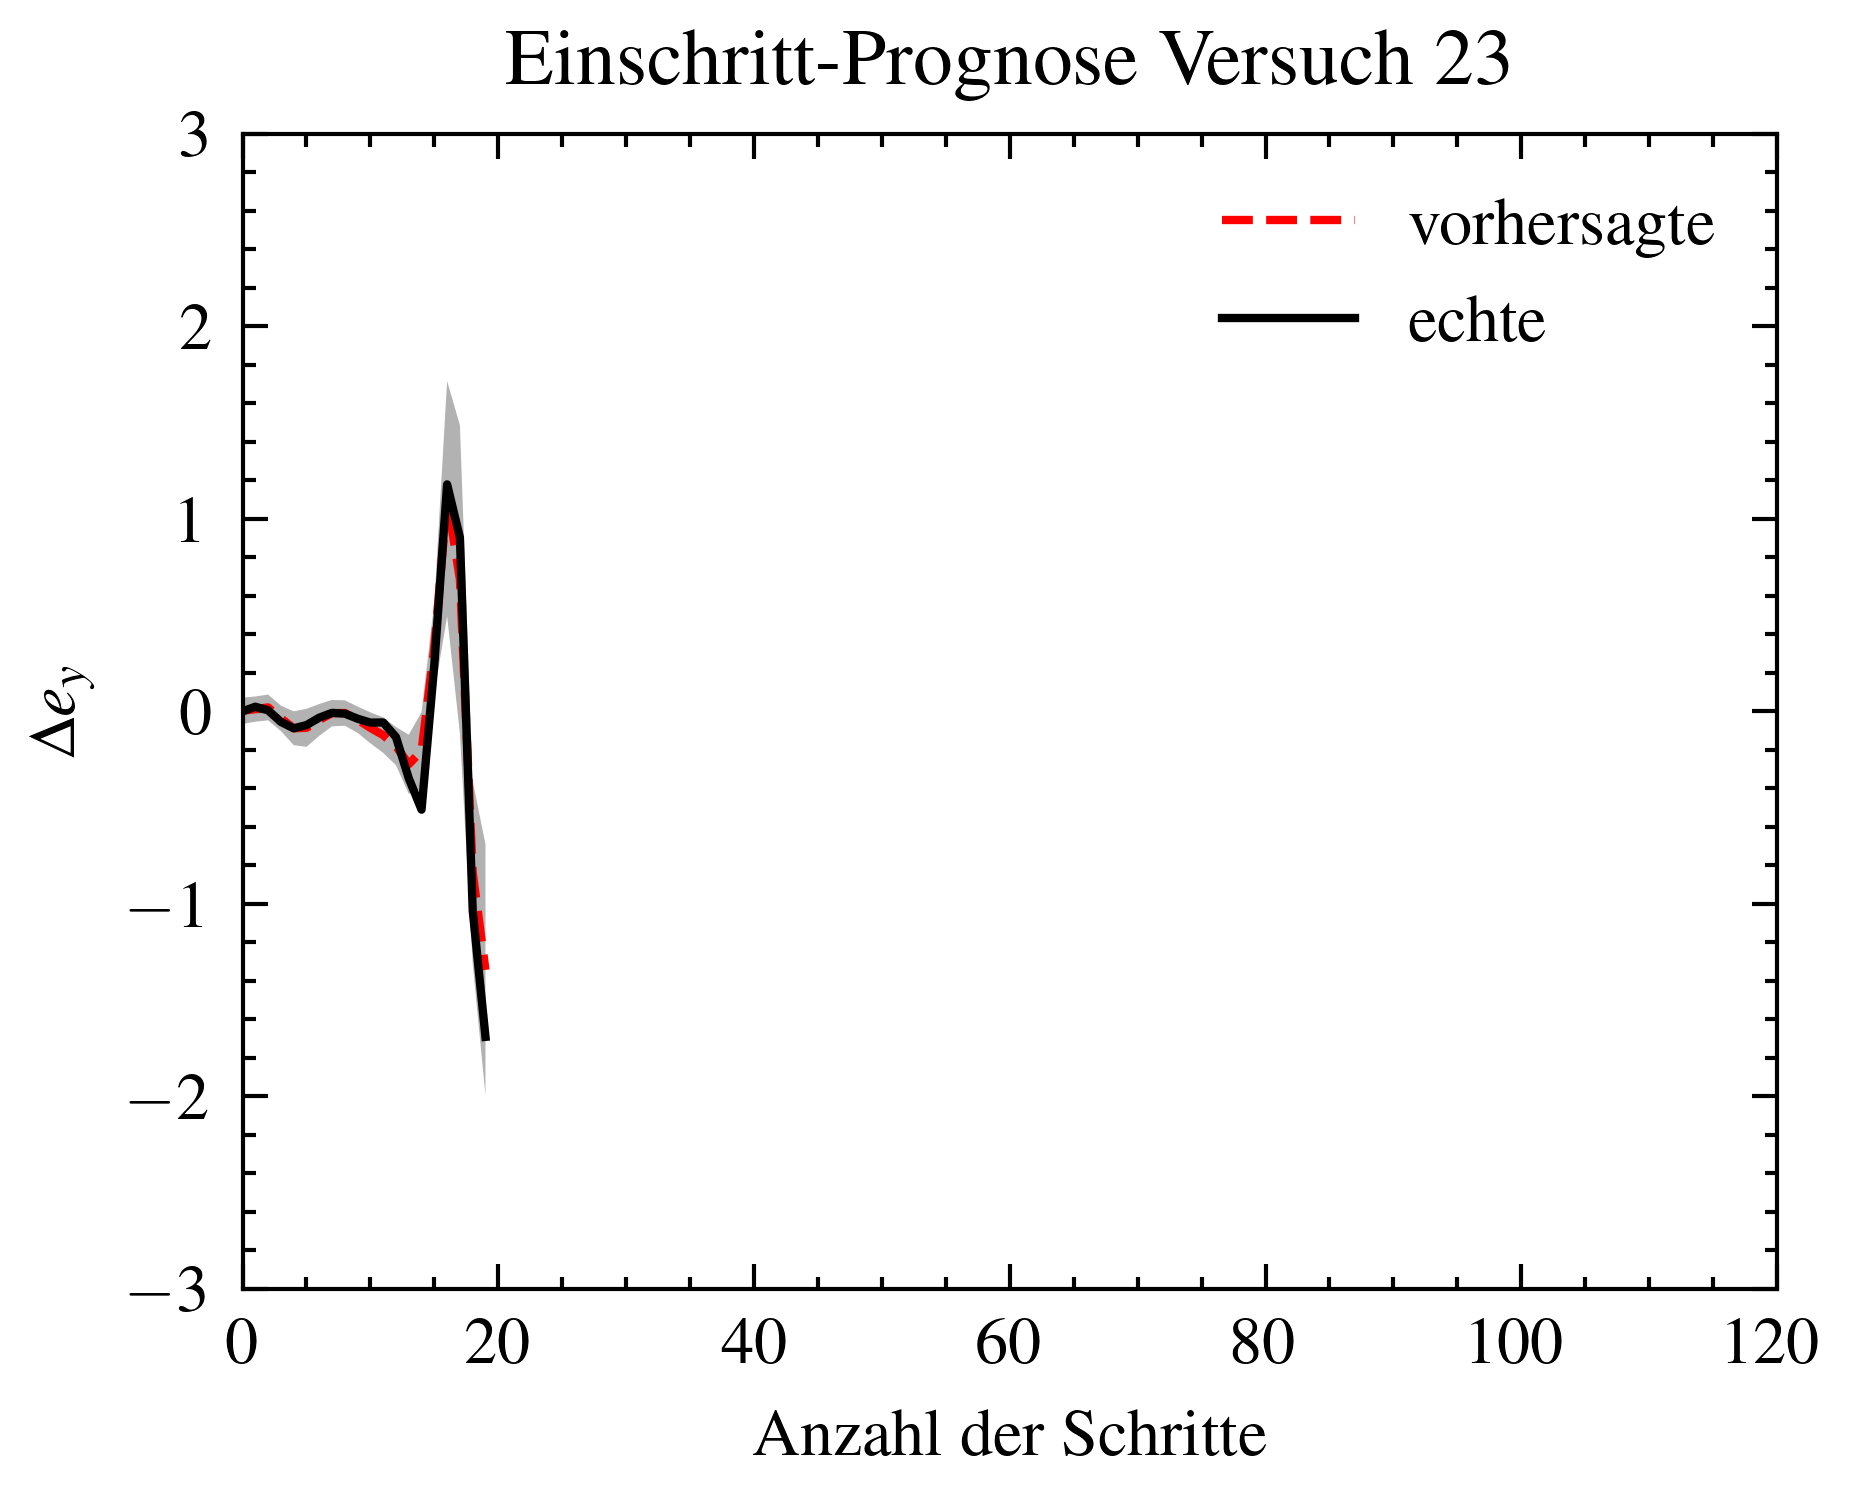 Einschritt-Prognose Versuch 23
3
2
1
0
−1
−2
−3
Δe_y
vorhersagte
echte
0 20 40 60 80 100 120
Anzahl der Schritte